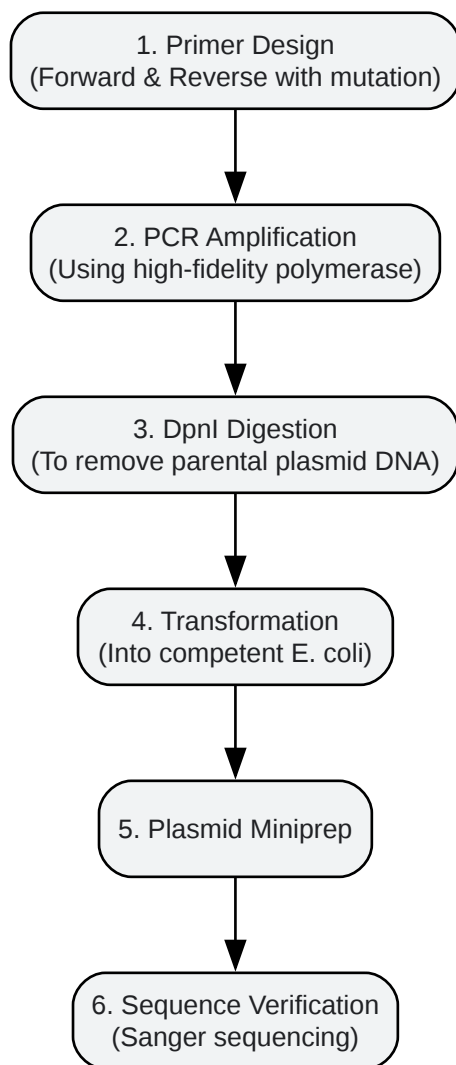 1. Primer Design
(Forward & Reverse with mutation)
2. PCR Amplification
(Using high-fidelity polymerase)
3. DpnI Digestion
(To remove parental plasmid DNA)
4. Transformation
(Into competent E. coli)
5. Plasmid Miniprep
6. Sequence Verification
(Sanger sequencing)